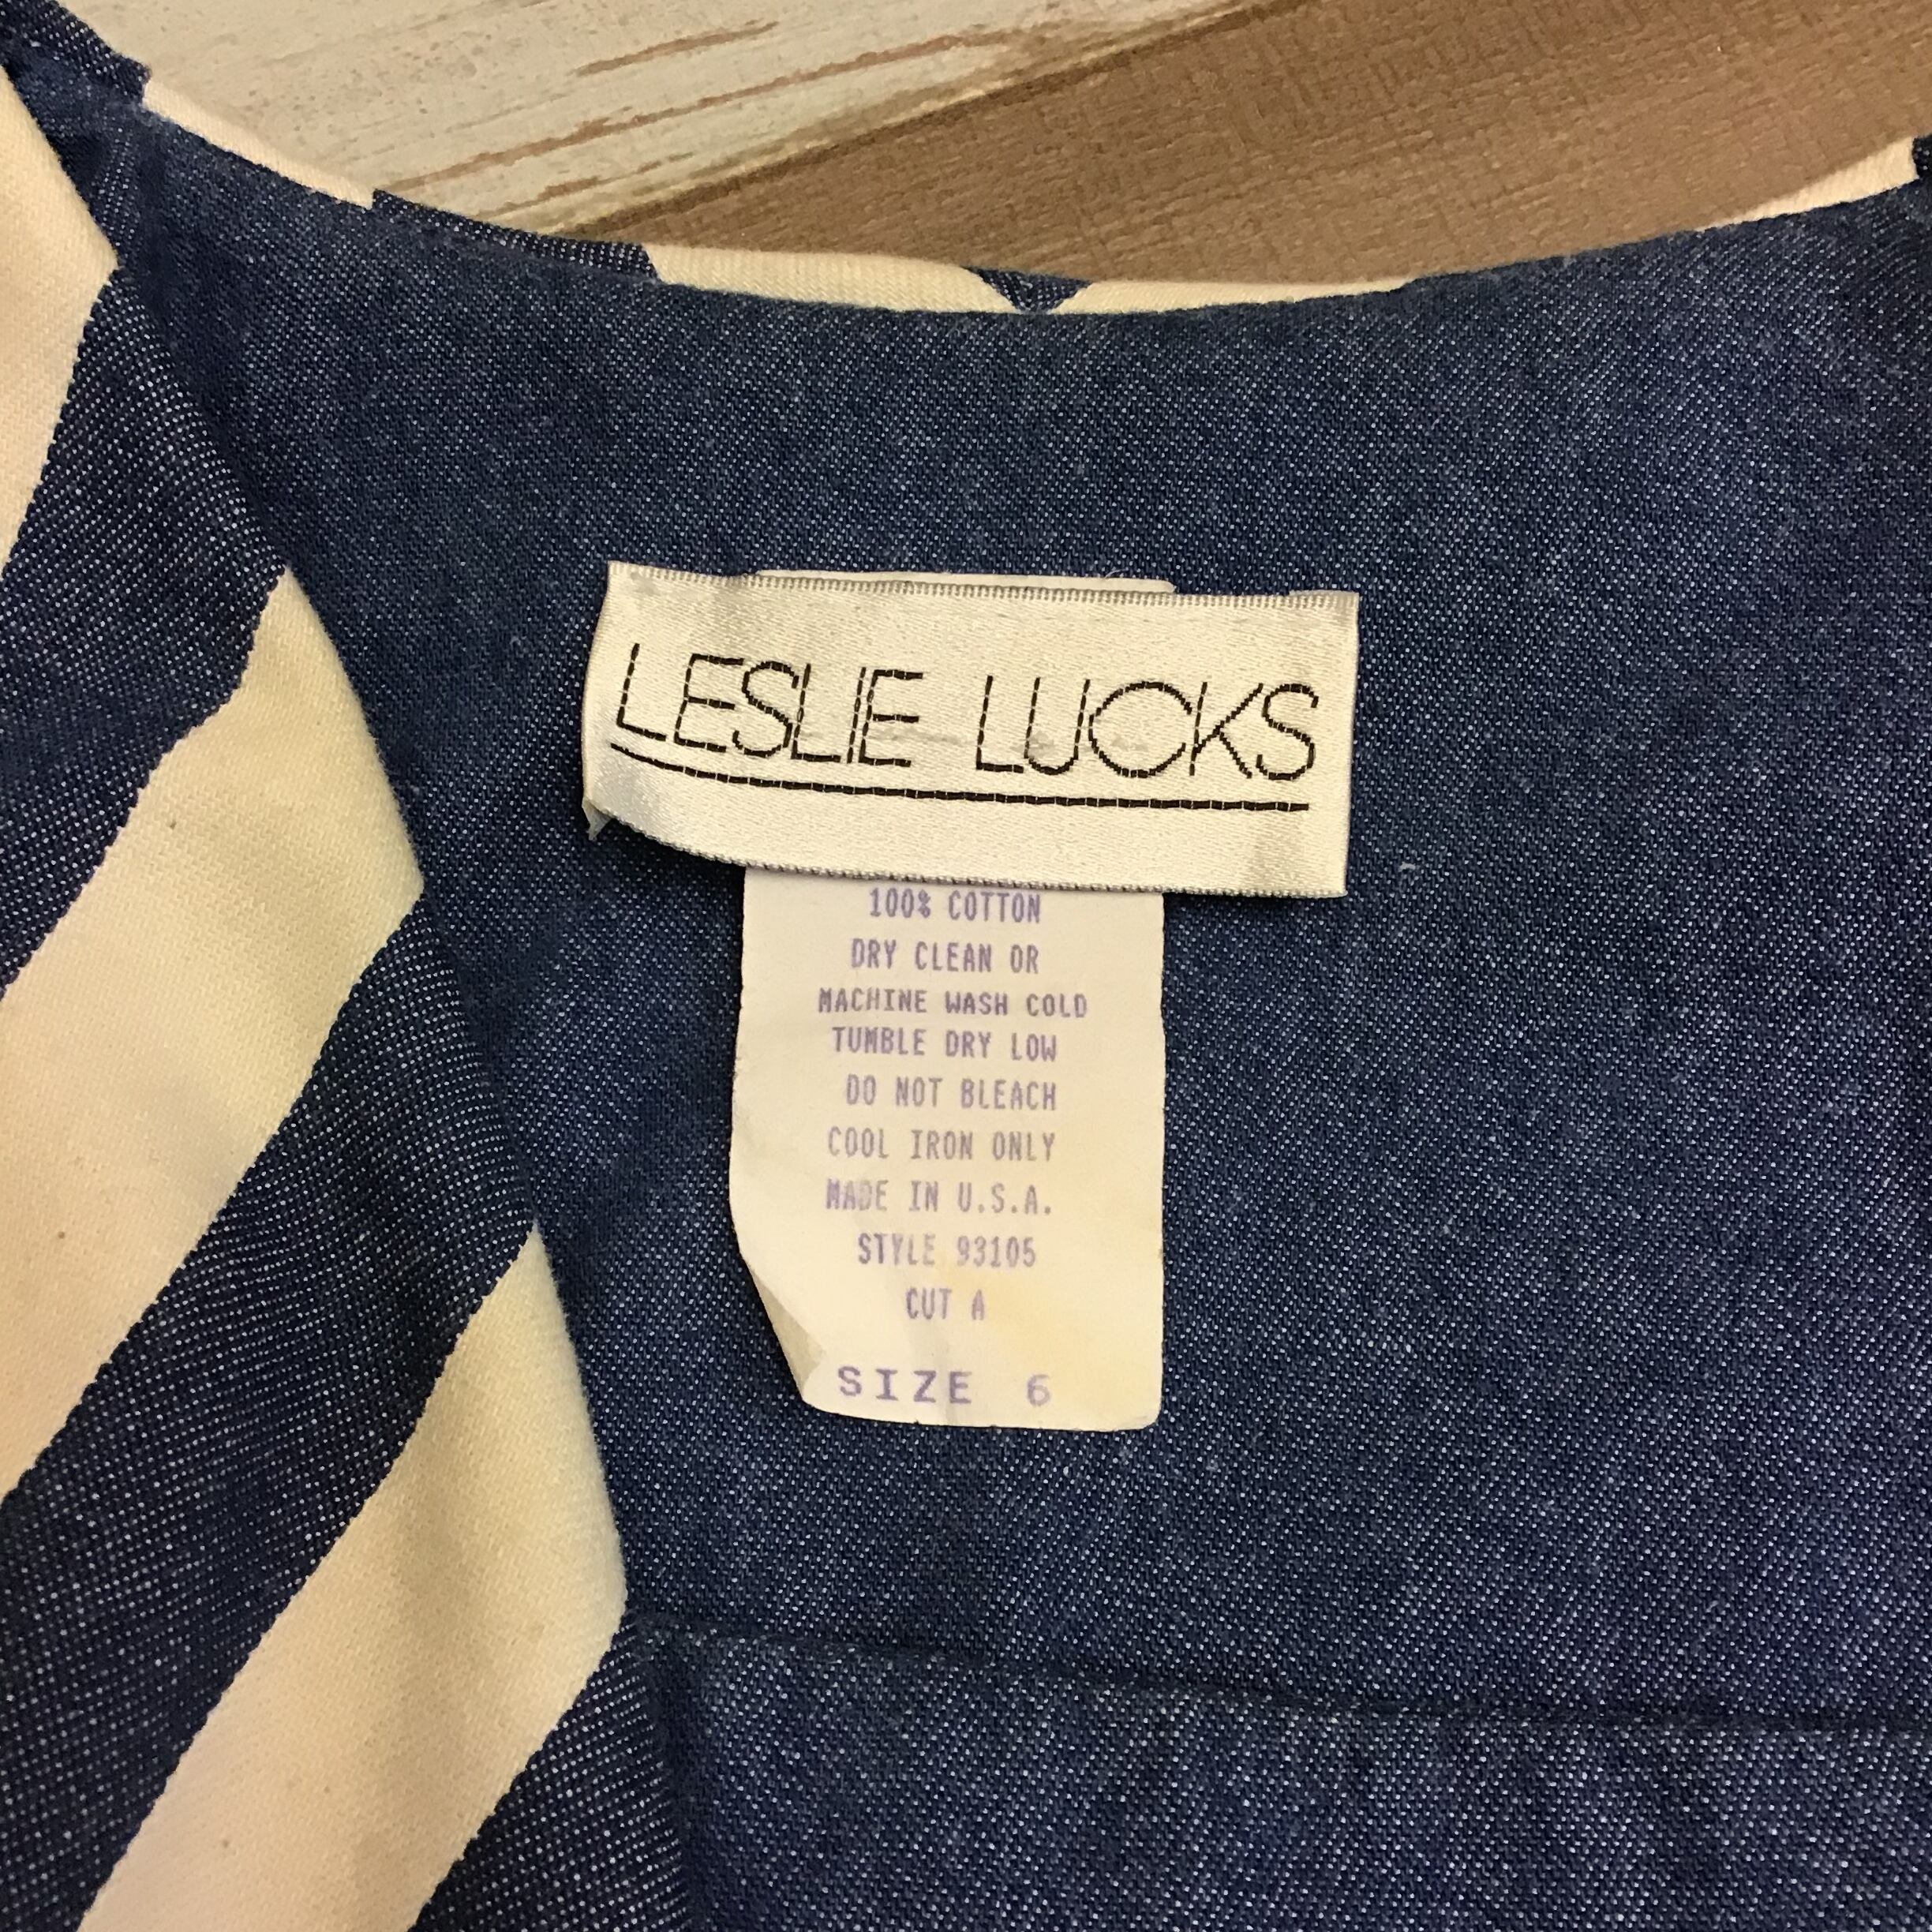 LESLIE LUCKS
100% COTTON
DRY CLEAN OR
MACHINE WASH COLD
TUMBLE DRY LOW
DO NOT BLEACH
COOL IRON ONLY
MADE IN U.S.A.
STYLE 93105
CUT A
SIZE 6